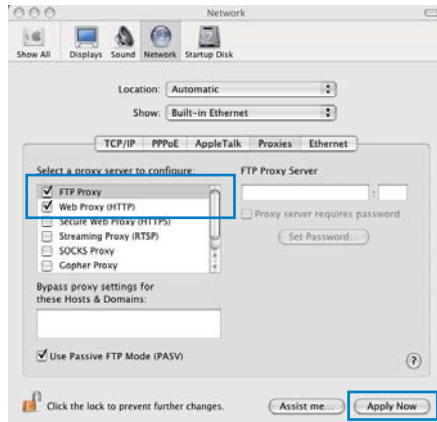 Network
Show All Displays Sound Network Startup Disk
Location: Automatic
Show: Built-in Ethernet
TCP/IP PPPoE AppleTalk Proxies Ethernet
Select a proxy server to configure: FTP Proxy Server
FTP Proxy
Web Proxy (HTTP) :
Secure Web Proxy (HTTPS) Proxy server requires password
Streaming Proxy (RTSP) Set Password...
SOCKS Proxy
Gopher Proxy
Bypass proxy settings for
these Hosts & Domains:
Use Passive FTP Mode (PASV) ?
Click the lock to prevent further changes. Assist me... Apply Now